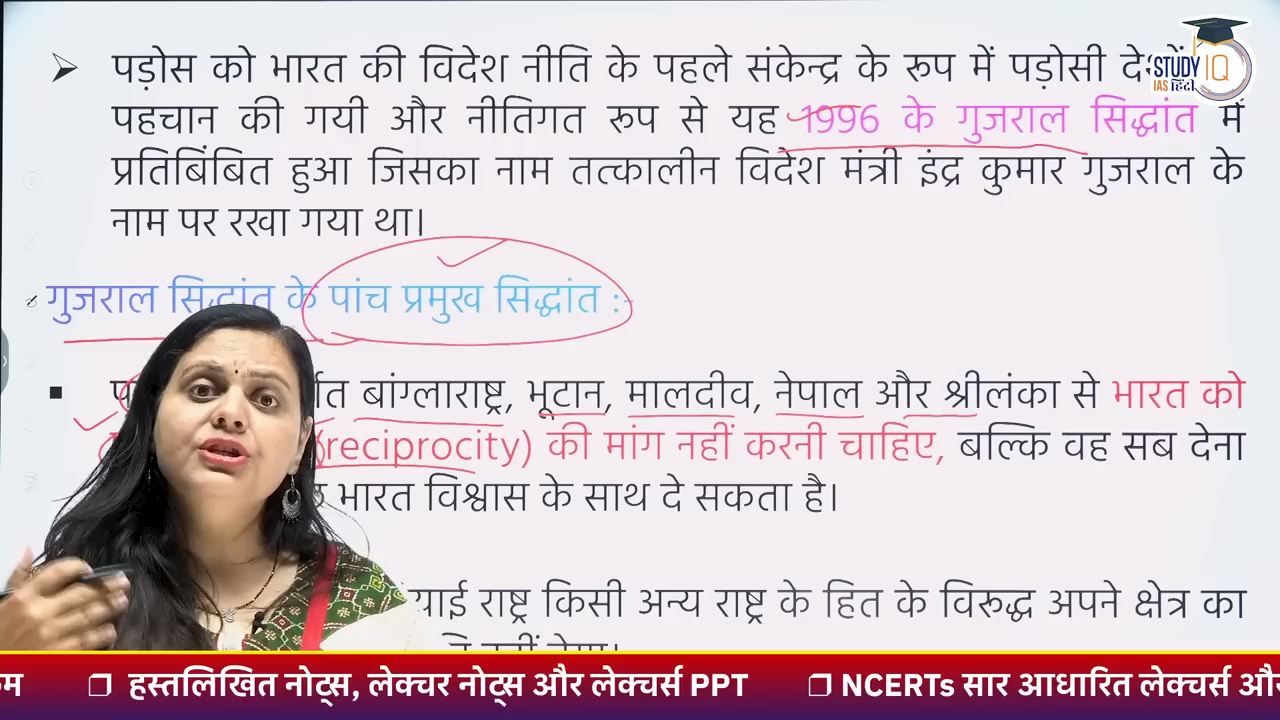 पड़ोस को भारत की विदेश नीति के पहले संकेन्द्र के रूप में पड़ोसी
STUDY IQ
IAS हिंदी
पहचान की गयी और नीतिगत रूप से यह 1996 के गुजराल सिद्धांत में
प्रतिबिंबित हुआ जिसका नाम तत्कालीन विदेश मंत्री इंद्र कुमार गुजराल के
नाम पर रखा गया था।
गुजराल सिद्धांत के पांच प्रमुख सिद्धांत :-
बांग्लाराष्ट्र, भूटान, मालदीव, नेपाल और श्रीलंका से भारत को
(reciprocity) की मांग नहीं करनी चाहिए, बल्कि वह सब देना
भारत विश्वास के साथ दे सकता है।
राष्ट्र किसी अन्य राष्ट्र के हित के विरूद्ध अपने क्षेत्र का
❐ हस्तलिखित नोट्स, लेक्चर नोट्स और लेक्चर्स PPT ❐ NCERTs सार आधारित लेक्चर्स